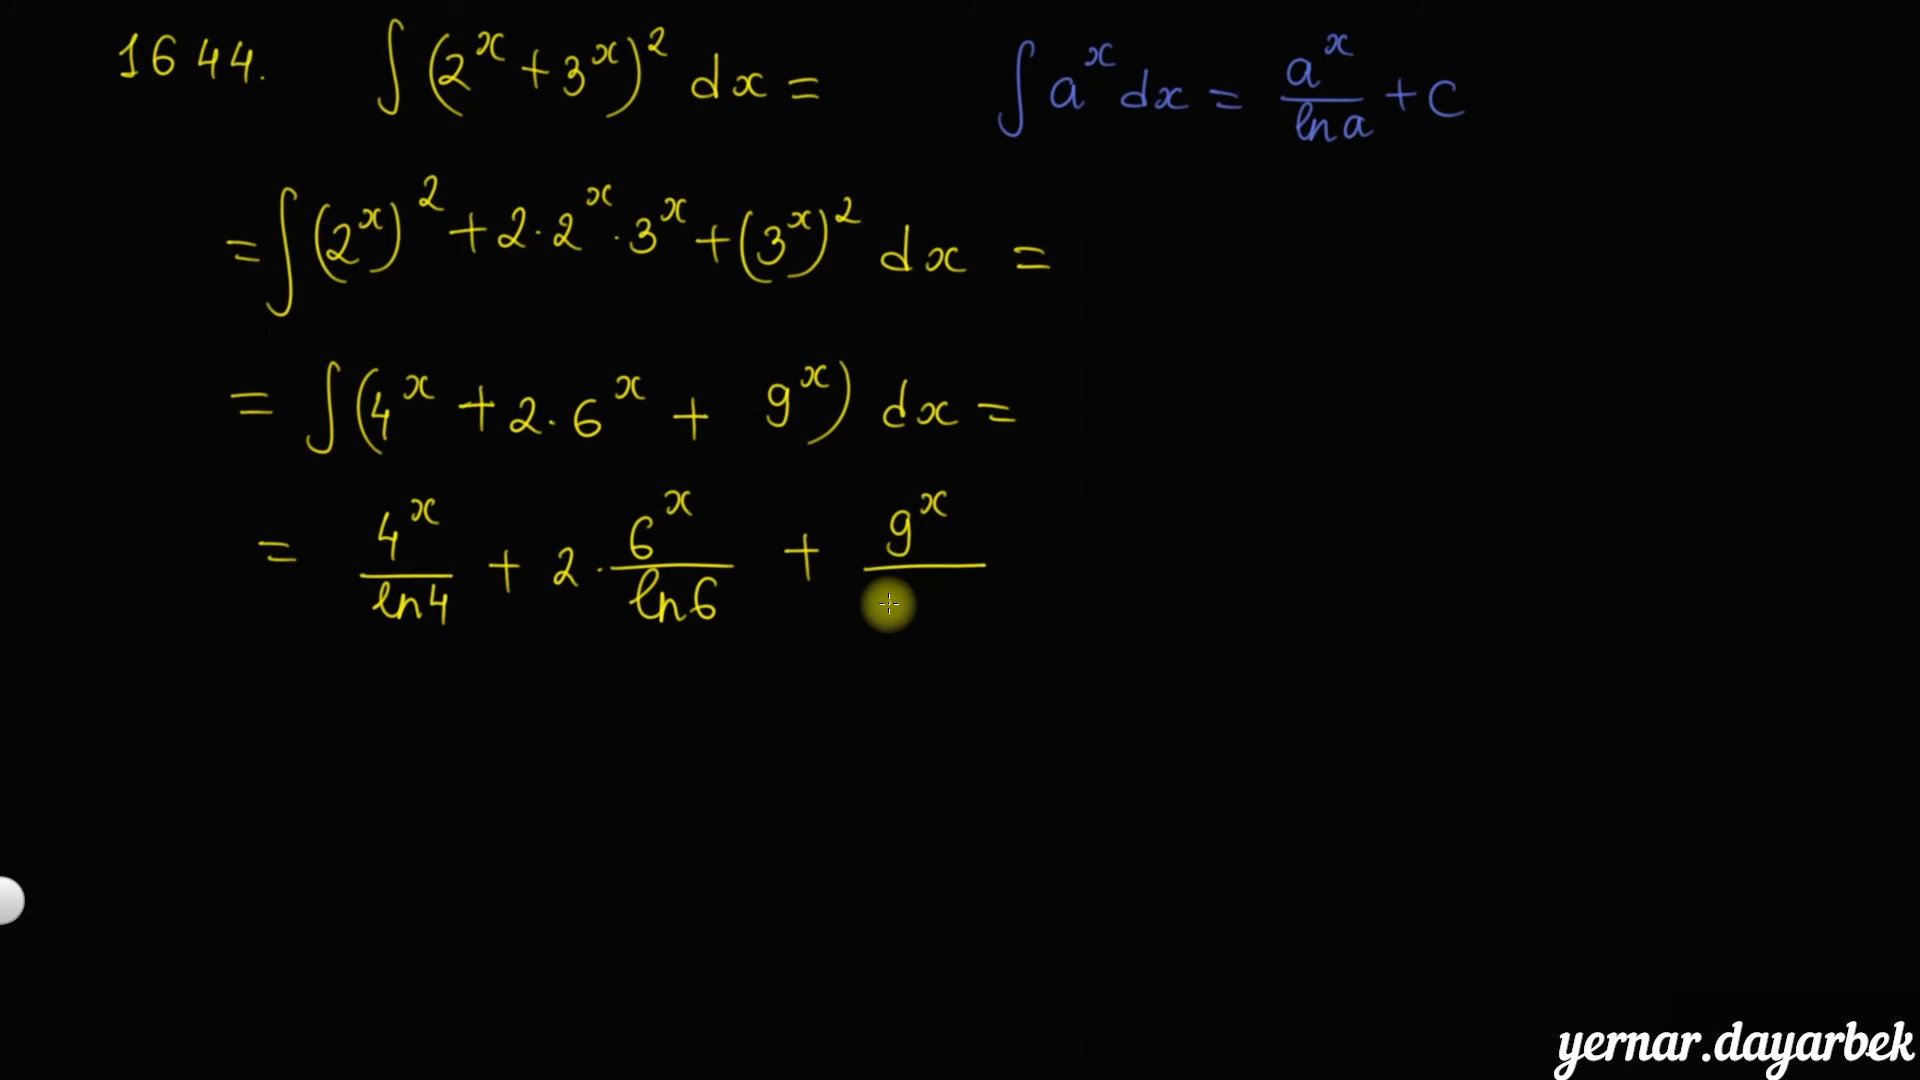 1644. ∫(2^x + 3^x)^2 dx = ∫a^x dx = a^x/ln a + C
= ∫(2^x)^2 + 2·2^x·3^x + (3^x)^2 dx =
= ∫(4^x + 2·6^x + 9^x) dx =
= 4^x/ln4 + 2·6^x/ln6 + 9^x/
yernar.dayarbek